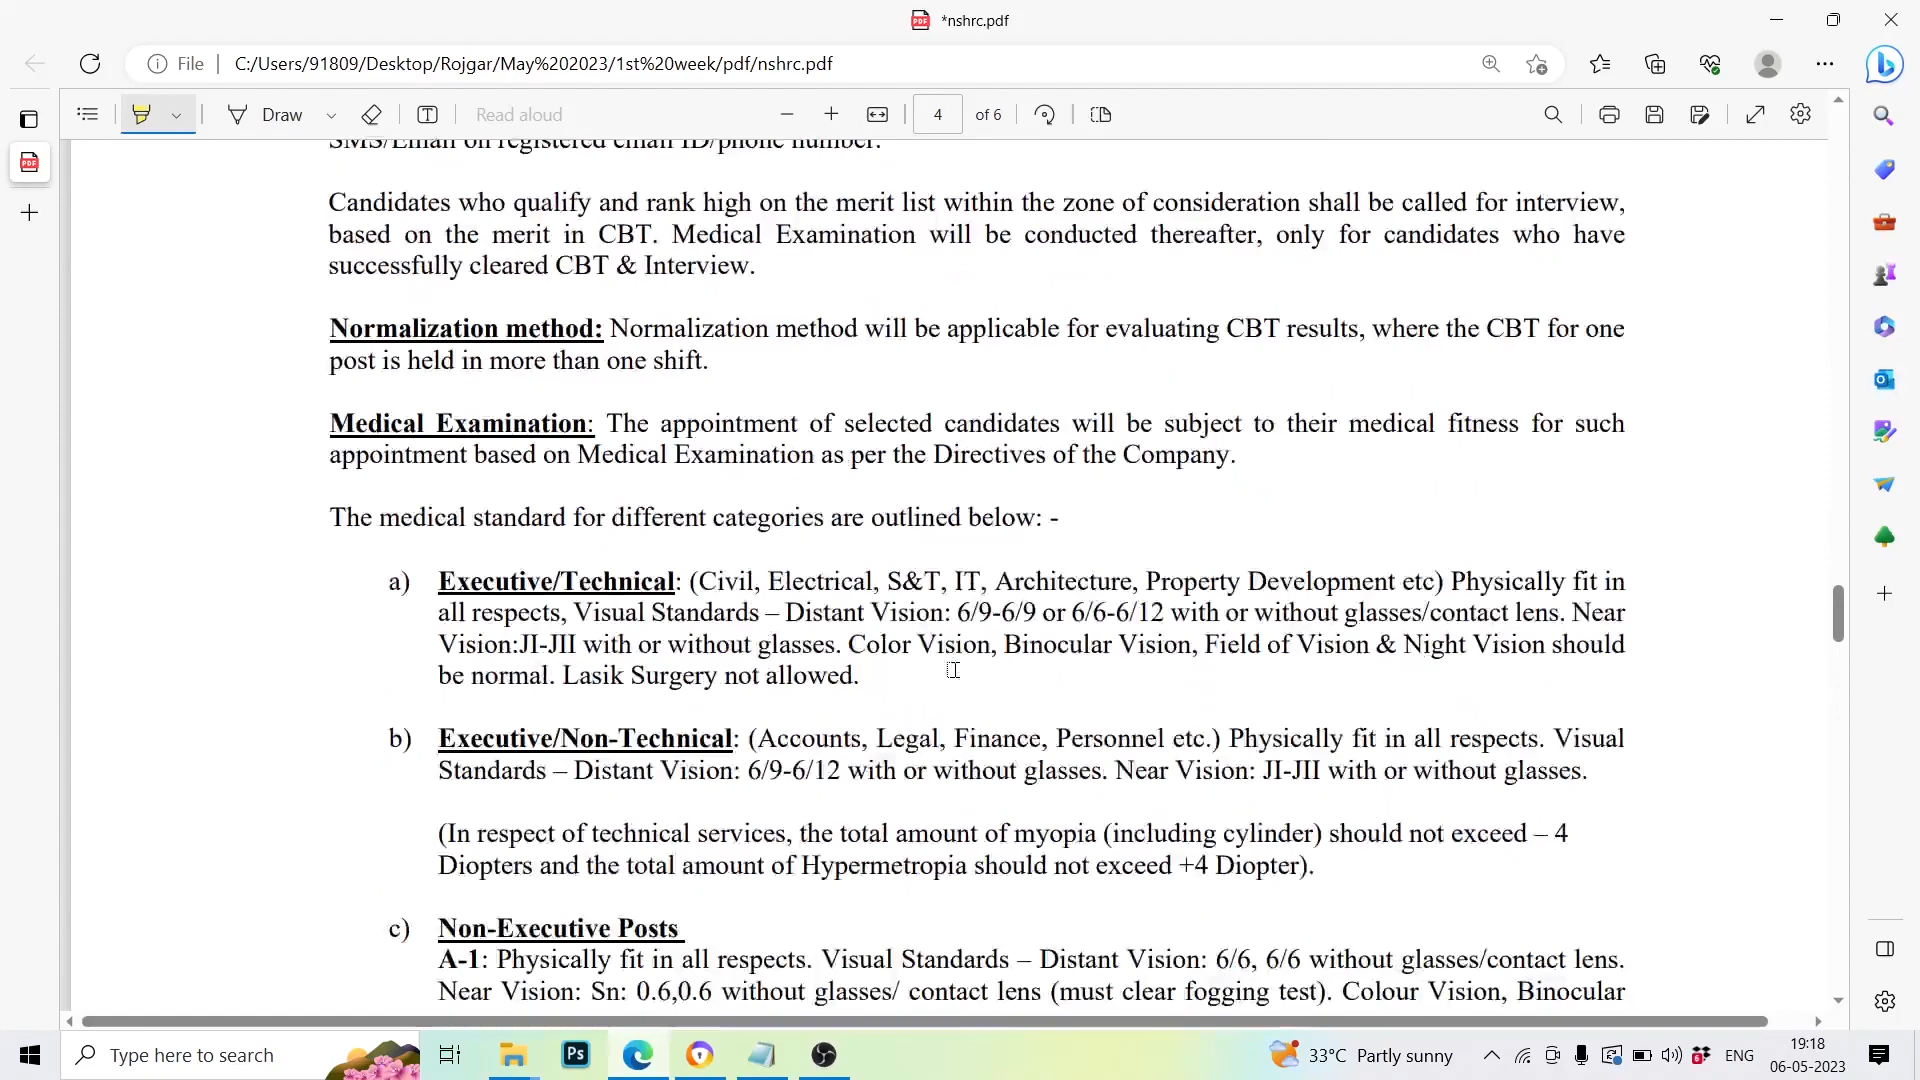 *nshrc.pdf
File
C:/Users/91809/Desktop/Rojgar/May%202023/1st%20week/pdf/nshrc.pdf
Draw
Read aloud
4 of 6
SMS/Email on registered email ID/phone number.
Candidates who qualify and rank high on the merit list within the zone of consideration shall be called for interview,
based on the merit in CBT. Medical Examination will be conducted thereafter, only for candidates who have
successfully cleared CBT & Interview.
Normalization method: Normalization method will be applicable for evaluating CBT results, where the CBT for one
post is held in more than one shift.
Medical Examination: The appointment of selected candidates will be subject to their medical fitness for such
appointment based on Medical Examination as per the Directives of the Company.
The medical standard for different categories are outlined below: -
a) Executive/Technical: (Civil, Electrical, S&T, IT, Architecture, Property Development etc) Physically fit in
all respects, Visual Standards – Distant Vision: 6/9-6/9 or 6/6-6/12 with or without glasses/contact lens. Near
Vision:JI-JII with or without glasses. Color Vision, Binocular Vision, Field of Vision & Night Vision should
be normal. Lasik Surgery not allowed.
b) Executive/Non-Technical: (Accounts, Legal, Finance, Personnel etc.) Physically fit in all respects. Visual
Standards – Distant Vision: 6/9-6/12 with or without glasses. Near Vision: JI-JII with or without glasses.
(In respect of technical services, the total amount of myopia (including cylinder) should not exceed – 4
Diopters and the total amount of Hypermetropia should not exceed +4 Diopter).
c) Non-Executive Posts
A-1: Physically fit in all respects. Visual Standards – Distant Vision: 6/6, 6/6 without glasses/contact lens.
Near Vision: Sn: 0.6,0.6 without glasses/ contact lens (must clear fogging test). Colour Vision, Binocular
Type here to search
Ps
33°C Partly sunny
ENG
19:18
06-05-2023